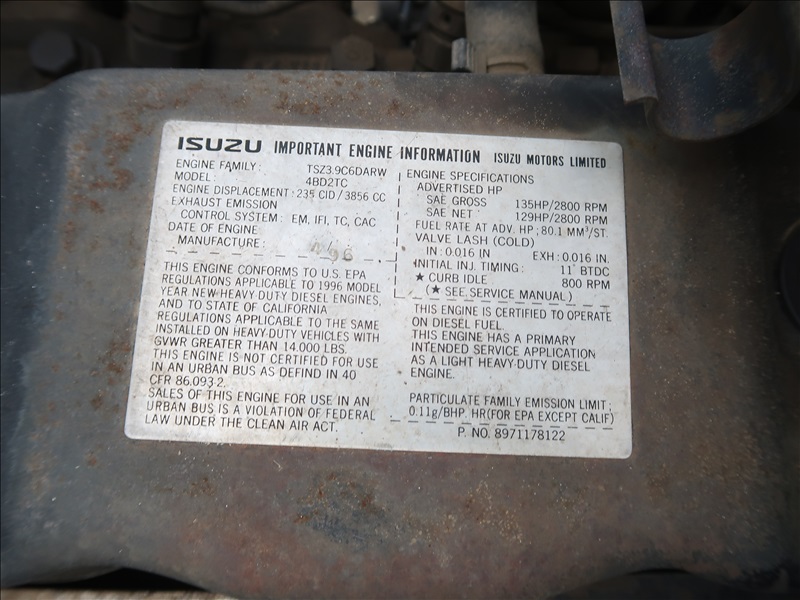 ISUZU IMPORTANT ENGINE INFORMATION ISUZU MOTORS LIMITED
ENGINE FAMILY: TSZ3.9C6DARW
MODEL: 4BD2TC
ENGINE DISPLACEMENT: 235 CID / 3856 CC
EXHAUST EMISSION
CONTROL SYSTEM: EM, IFI, TC, CAC
DATE OF ENGINE
MANUFACTURE:
THIS ENGINE CONFORMS TO U.S. EPA
REGULATIONS APPLICABLE TO 1996 MODEL
YEAR NEW HEAVY DUTY DIESEL ENGINES,
AND TO STATE OF CALIFORNIA
REGULATIONS APPLICABLE TO THE SAME
INSTALLED ON HEAVY-DUTY VEHICLES WITH
GVWR GREATER THAN 14.000 LBS.
THIS ENGINE IS NOT CERTIFIED FOR USE
IN AN URBAN BUS AS DEFIND IN 40
CFR 86.093-2.
SALES OF THIS ENGINE FOR USE IN AN
URBAN BUS IS A VIOLATION OF FEDERAL
LAW UNDER THE CLEAN AIR ACT.
ENGINE SPECIFICATIONS
ADVERTISED HP
SAE GROSS 135HP/2800 RPM
SAE NET 129HP/2800 RPM
FUEL RATE AT ADV. HP; 80.1 MM³/ST.
VALVE LASH (COLD)
IN: 0.016 IN EXH: 0.016 IN.
INITIAL INJ. TIMING: 11° BTDC
★ CURB IDLE 800 RPM
(★ SEE SERVICE MANUAL)
THIS ENGINE IS CERTIFIED TO OPERATE
ON DIESEL FUEL.
THIS ENGINE HAS A PRIMARY
INTENDED SERVICE APPLICATION
AS A LIGHT HEAVY-DUTY DIESEL
ENGINE.
PARTICULATE FAMILY EMISSION LIMIT;
0.11g/BHP. HR(FOR EPA EXCEPT CALIF)
P. NO. 8971178122